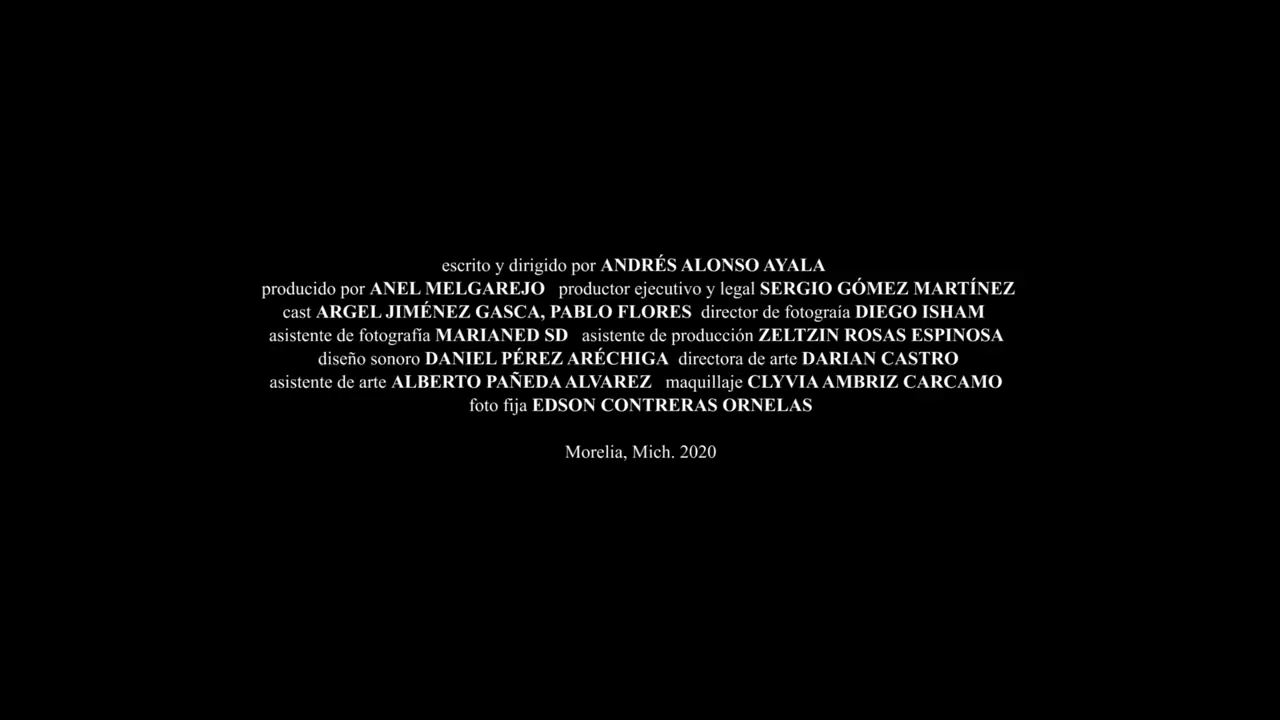 escrito y dirigido por ANDRÉS ALONSO AYALA
producido por ANEL MELGAREJO productor ejecutivo y legal SERGIO GÓMEZ MARTÍNEZ
cast ARGEL JIMÉNEZ GASCA, PABLO FLORES director de fotograía DIEGO ISHAM
asistente de fotografía MARIANED SD asistente de producción ZELTZIN ROSAS ESPINOSA
diseño sonoro DANIEL PÉREZ ARÉCHIGA directora de arte DARIAN CASTRO
asistente de arte ALBERTO PAÑEDA ALVAREZ maquillaje CLYVIA AMBRIZ CARCAMO
foto fija EDSON CONTRERAS ORNELAS
Morelia, Mich. 2020